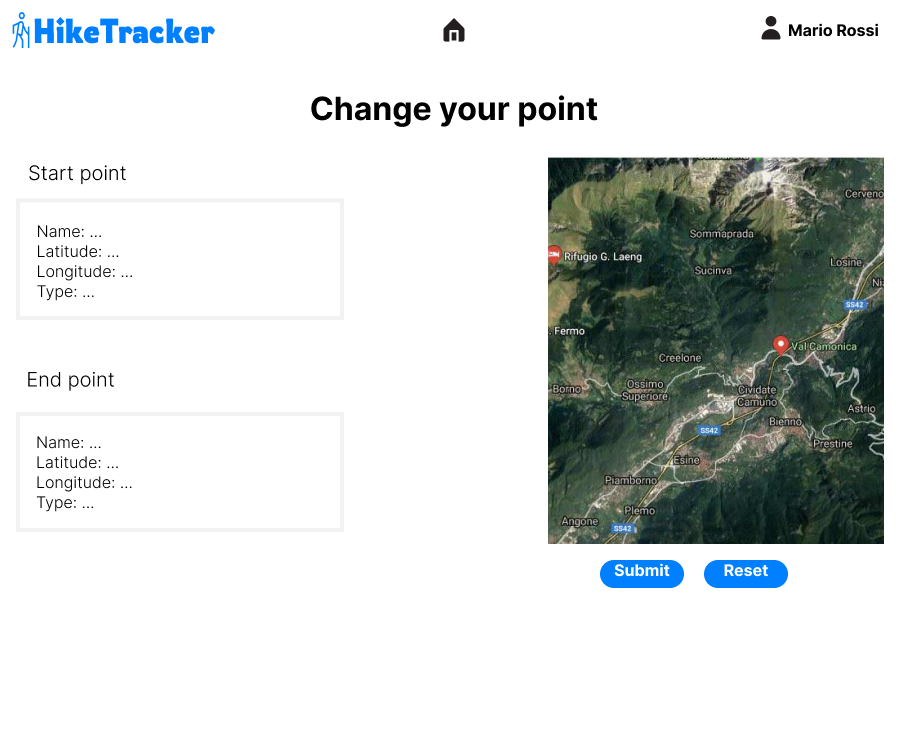 HikeTracker
Mario Rossi
Change your point
Start point
Name: ...
Latitude: ...
Longitude: ...
Type: ...
End point
Name: ...
Latitude: ...
Longitude: ...
Type: ...
Cerveno
Sommaprada
Rifugio G. Laeng
Losine
Sucinva
SS42
. Fermo
Val Camonica
Creelone
Borno
Ossimo
Superiore
Cividate
Camuno
Astrio
Bienno
SS42
Prestine
Esine
Piamborno
Plemo
Angone
SS42
Submit
Reset